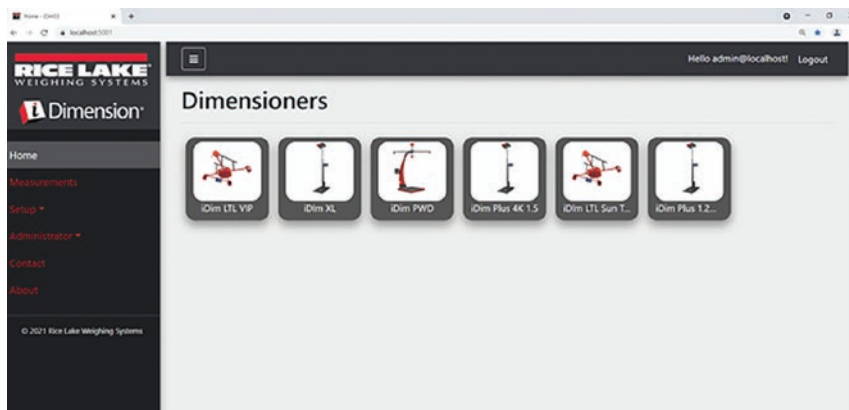 Home - iDim03
localhost:5001
RICE LAKE
WEIGHING SYSTEMS
iDimension
Hello admin@localhost!
Logout
Dimensioners
Home
Measurements
Setup
Administrator
Contact
About
iDim LTL VIP
iDim XL
iDim PWD
iDim Plus 4K 1.5
iDim LTL Sun T...
iDim Plus 1.2...
© 2021 Rice Lake Weighing Systems